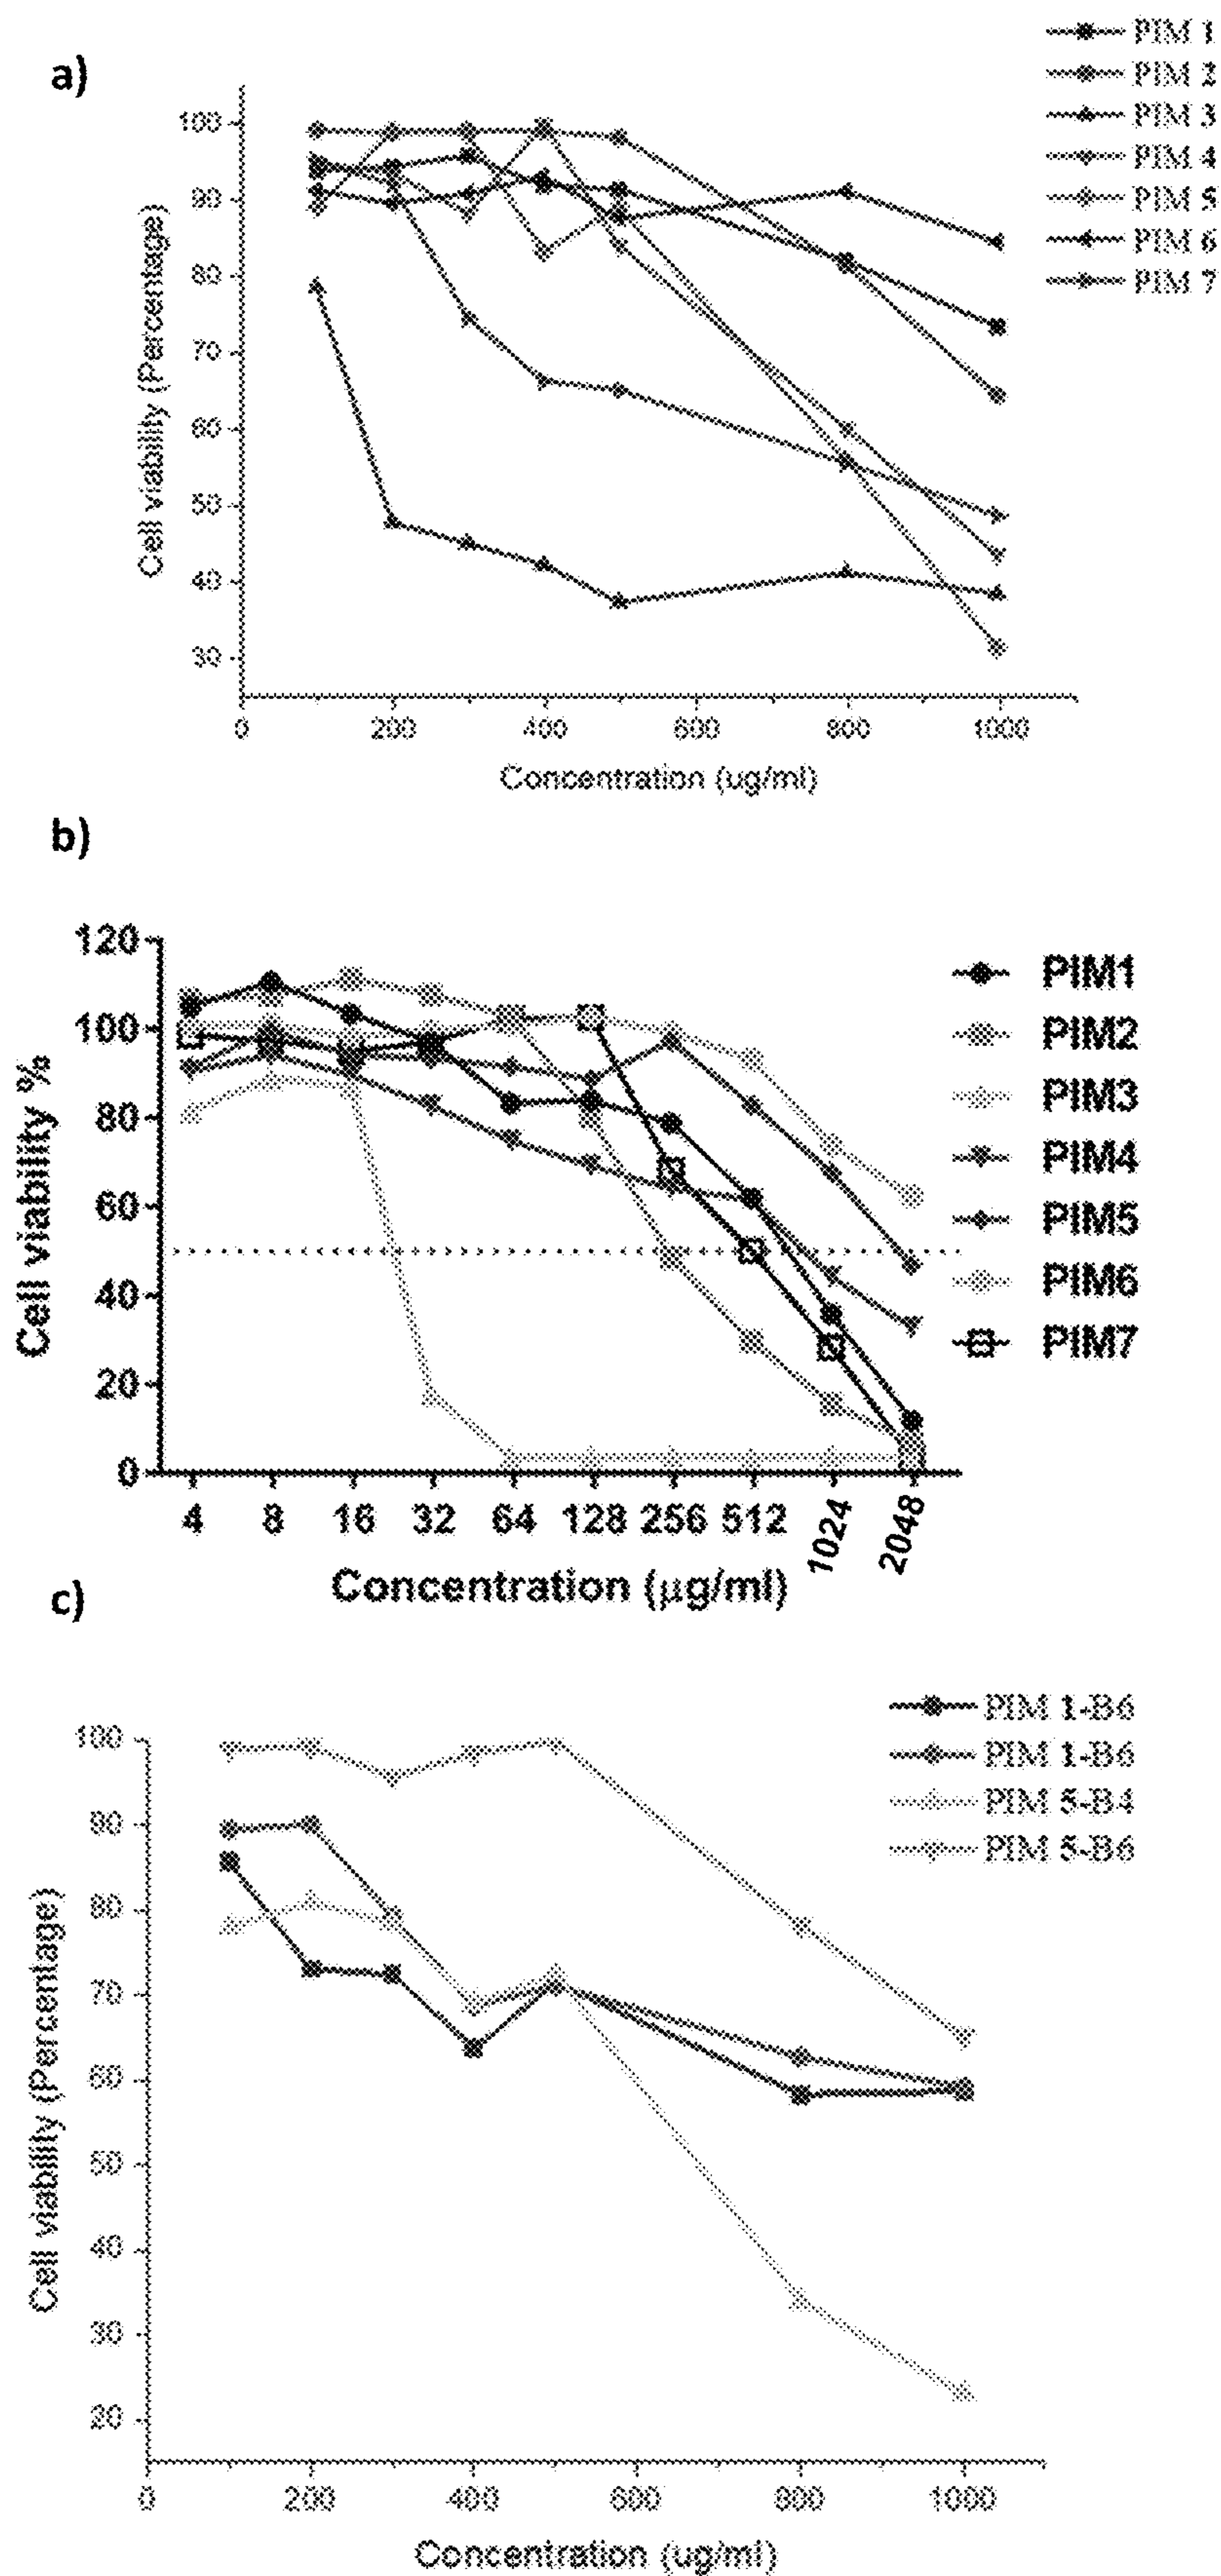 a)
PIM 1
PIM 2
PIM 3
PIM 4
PIM 5
PIM 6
PIM 7
100
90
80
70
60
50
40
30
Cell viability (Percentage)
0 200 400 600 800 1000
Concentration (ug/ml)
b)
120
100
80
60
40
20
0
Cell viability %
PIM1
PIM2
PIM3
PIM4
PIM5
PIM6
PIM7
4 8 16 32 64 128 256 512 1024 2048
Concentration (µg/ml)
c)
PIM 1-B6
PIM 1-B6
PIM 5-B4
PIM 5-B6
100
90
80
70
60
50
40
30
20
Cell viability (Percentage)
0 200 400 600 800 1000
Concentration (ug/ml)